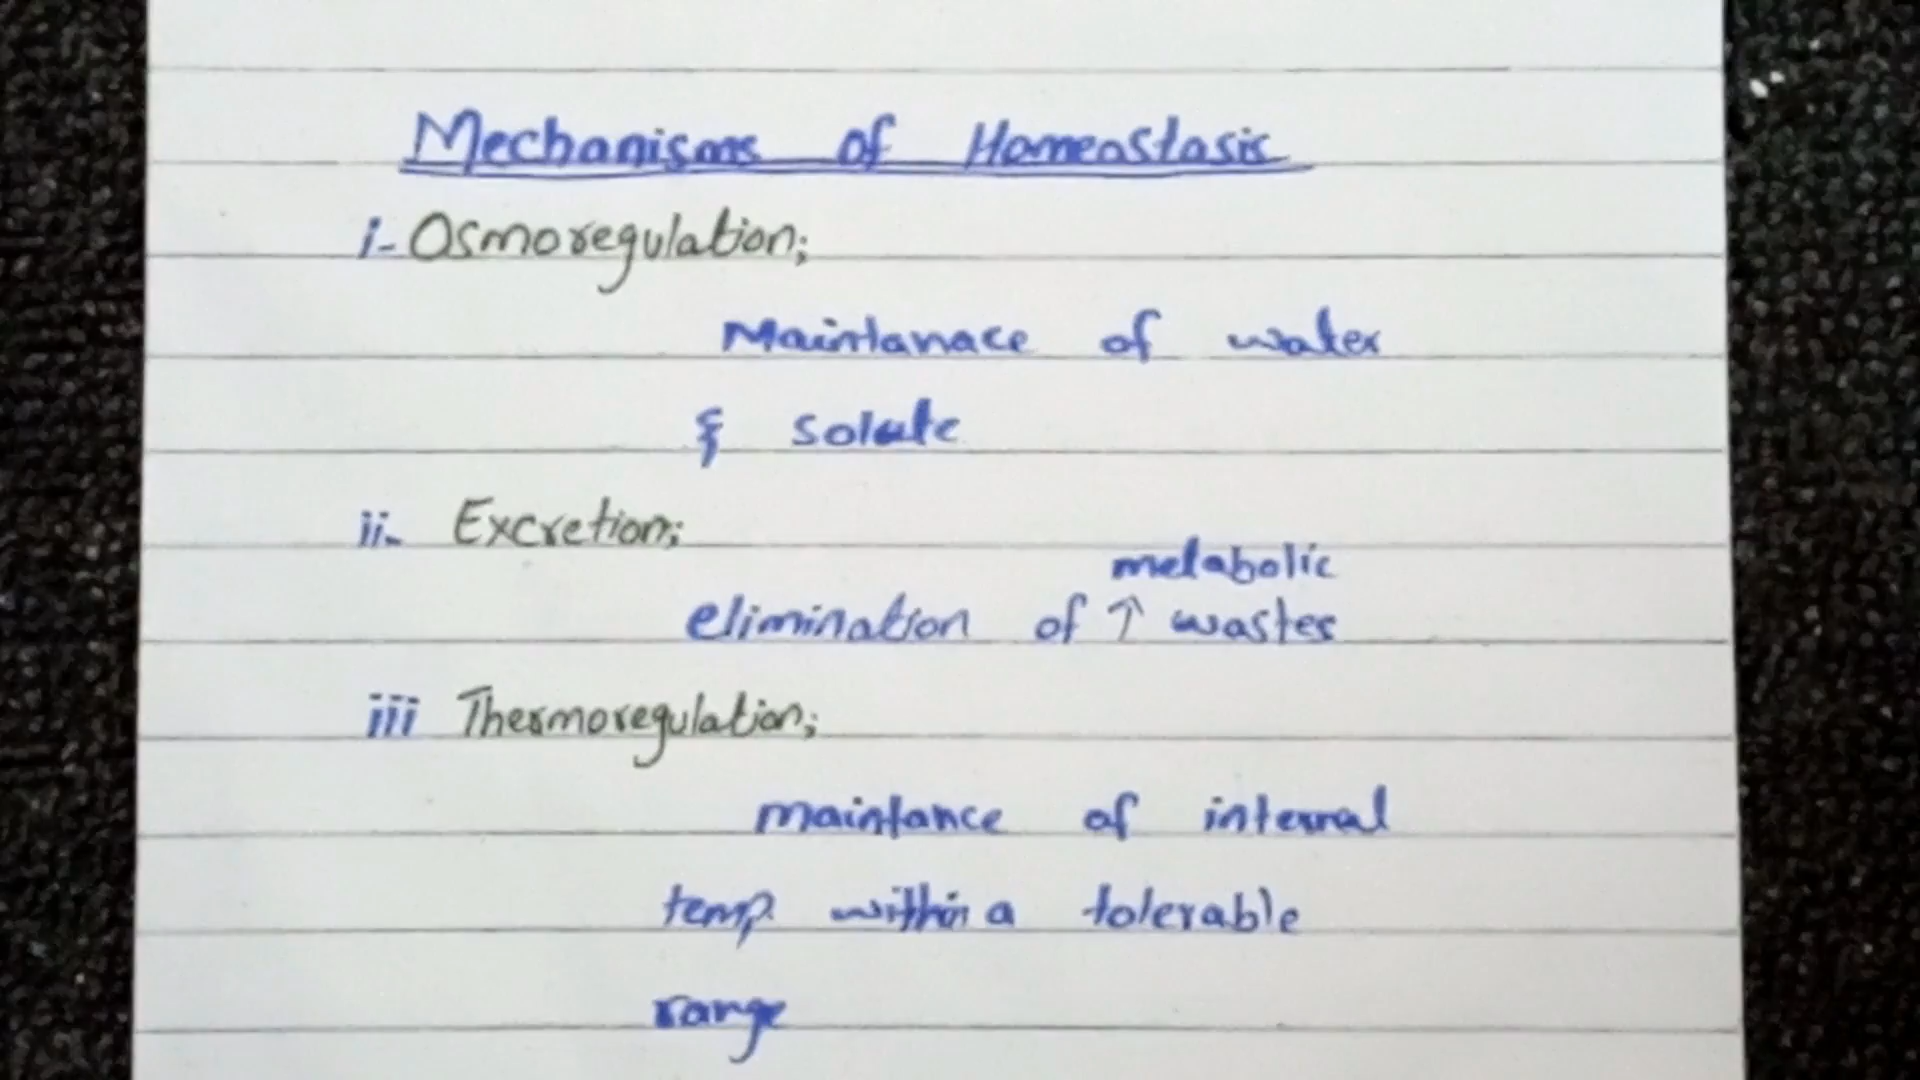 Mechanisms of Homeostasis
i- Osmoregulation;
Maintanace of water
& solute
ii- Excretion;
metabolic
elimination of ↑ wastes
iii Thermoregulation;
maintance of internal
temp. within a tolerable
range